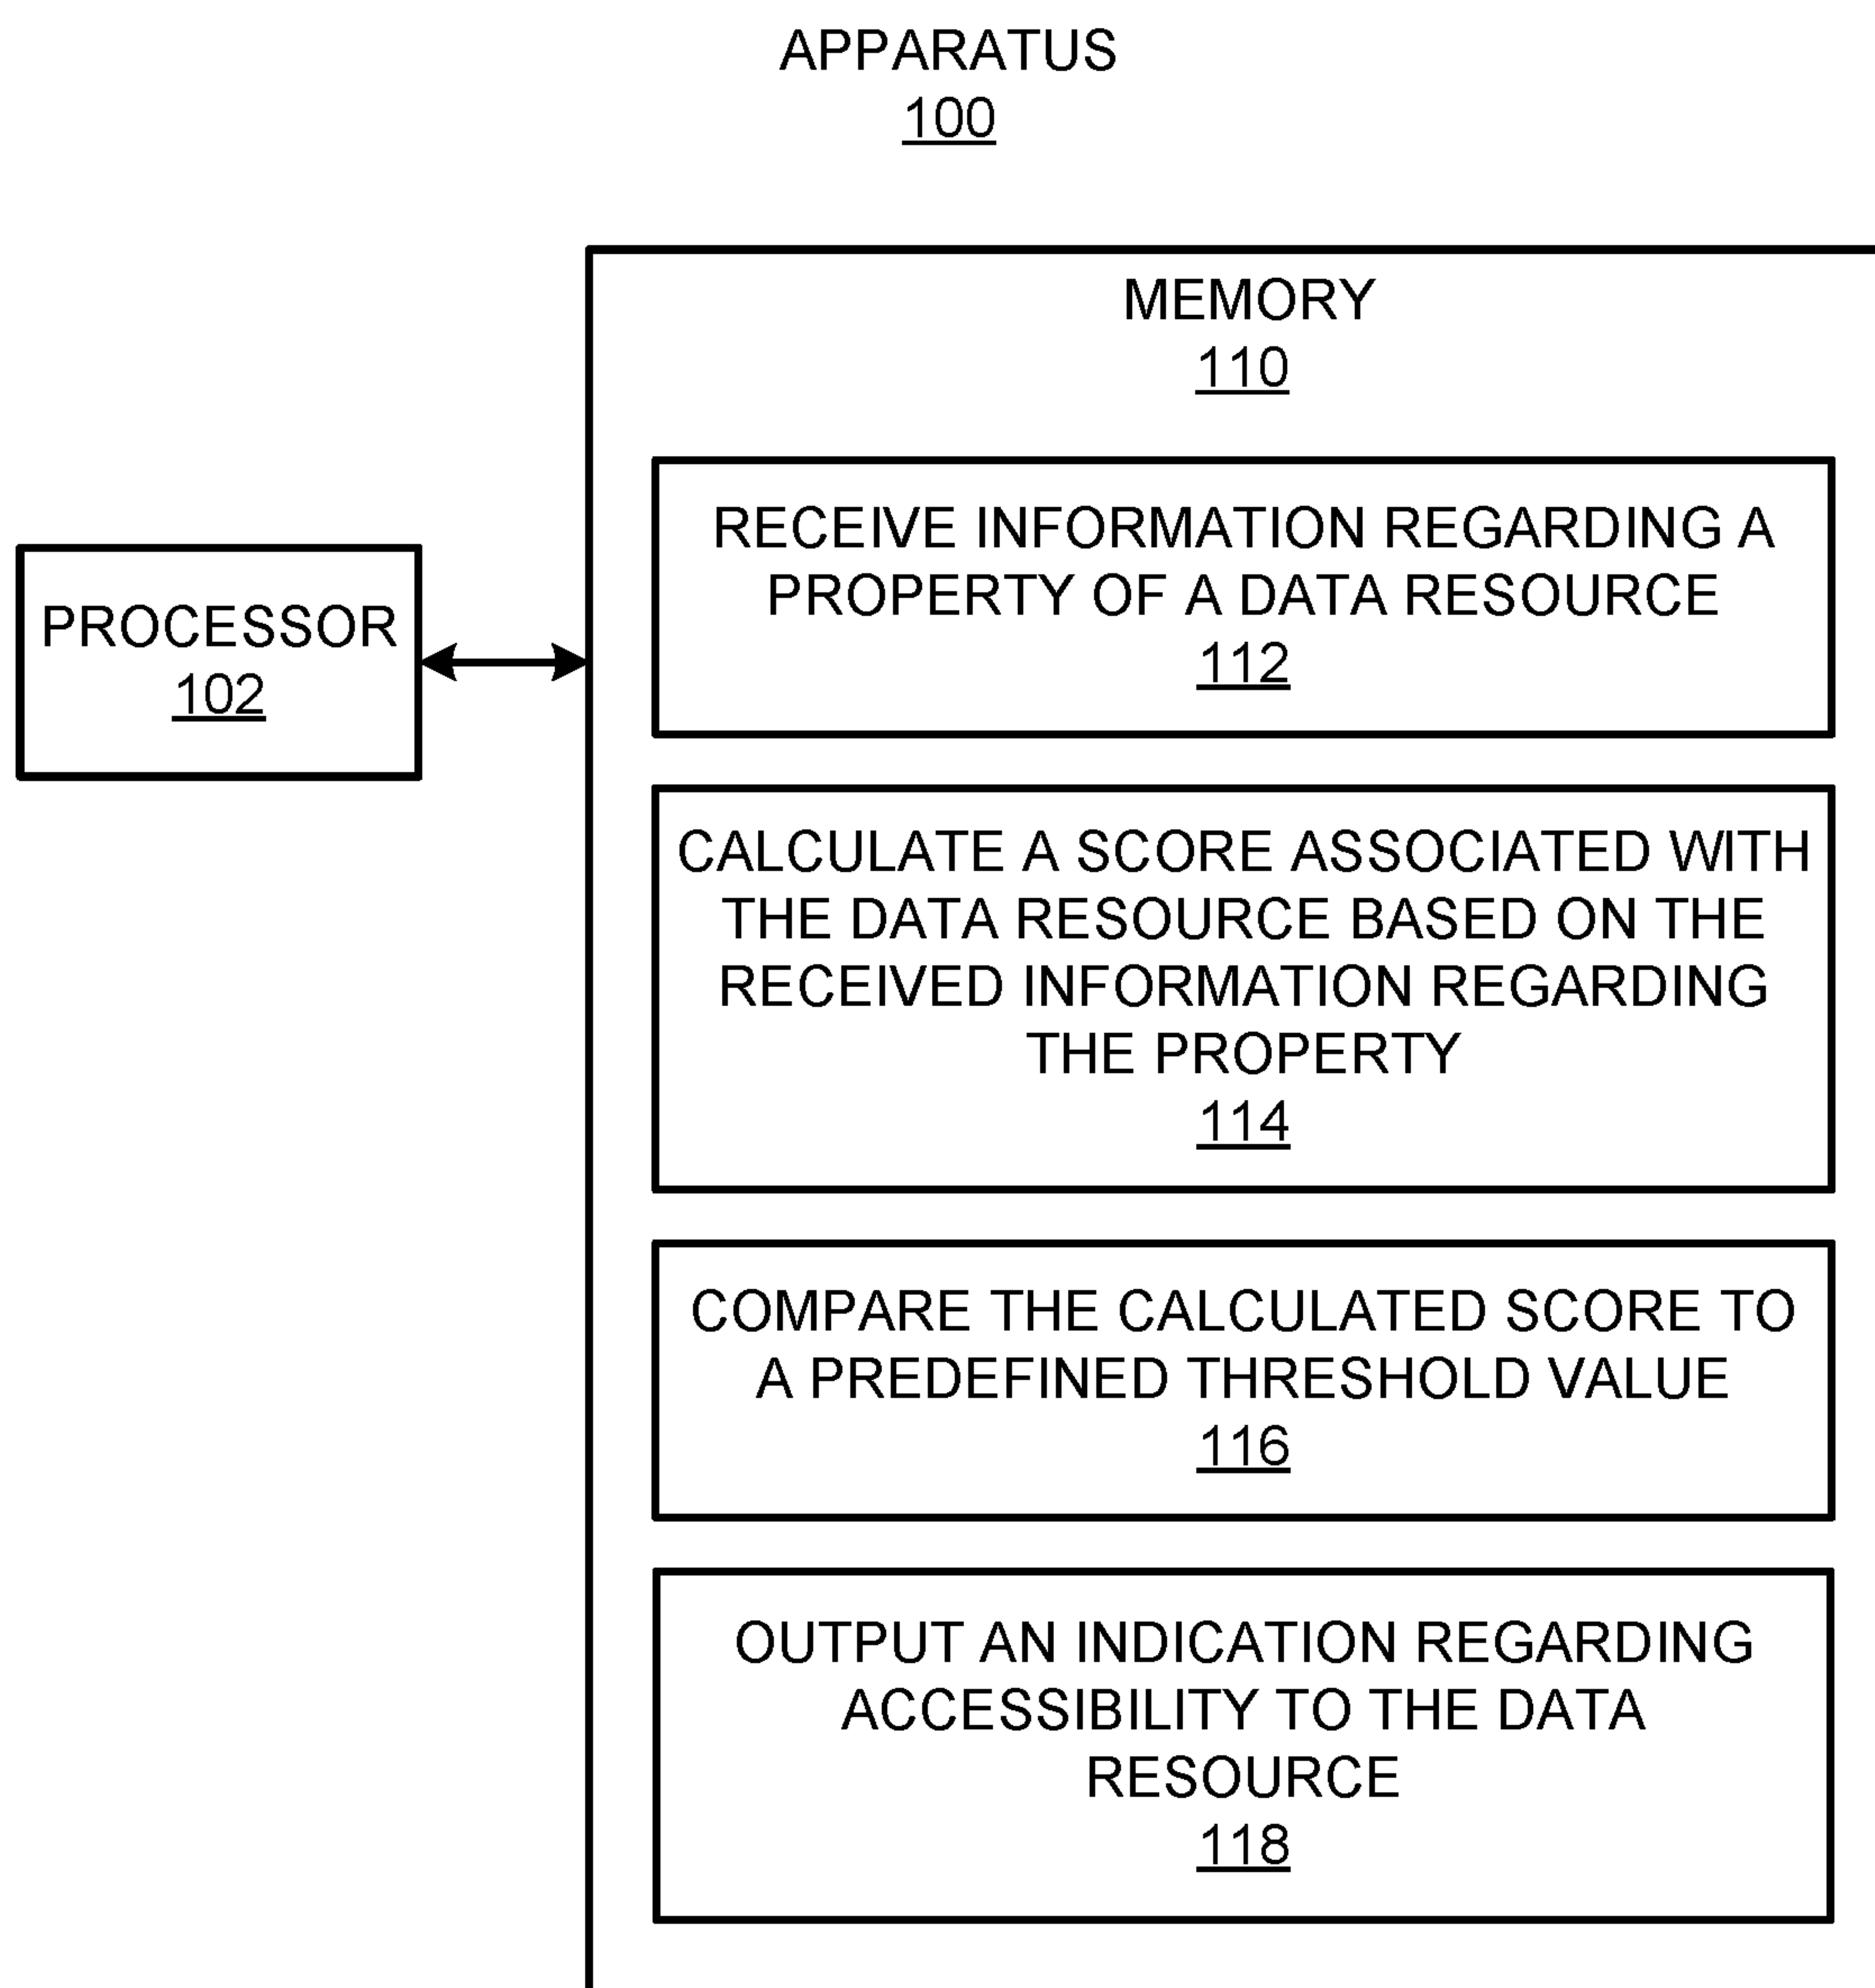 APPARATUS
100
MEMORY
110
PROCESSOR
102
RECEIVE INFORMATION REGARDING A
PROPERTY OF A DATA RESOURCE
112
CALCULATE A SCORE ASSOCIATED WITH
THE DATA RESOURCE BASED ON THE
RECEIVED INFORMATION REGARDING
THE PROPERTY
114
COMPARE THE CALCULATED SCORE TO
A PREDEFINED THRESHOLD VALUE
116
OUTPUT AN INDICATION REGARDING
ACCESSIBILITY TO THE DATA
RESOURCE
118